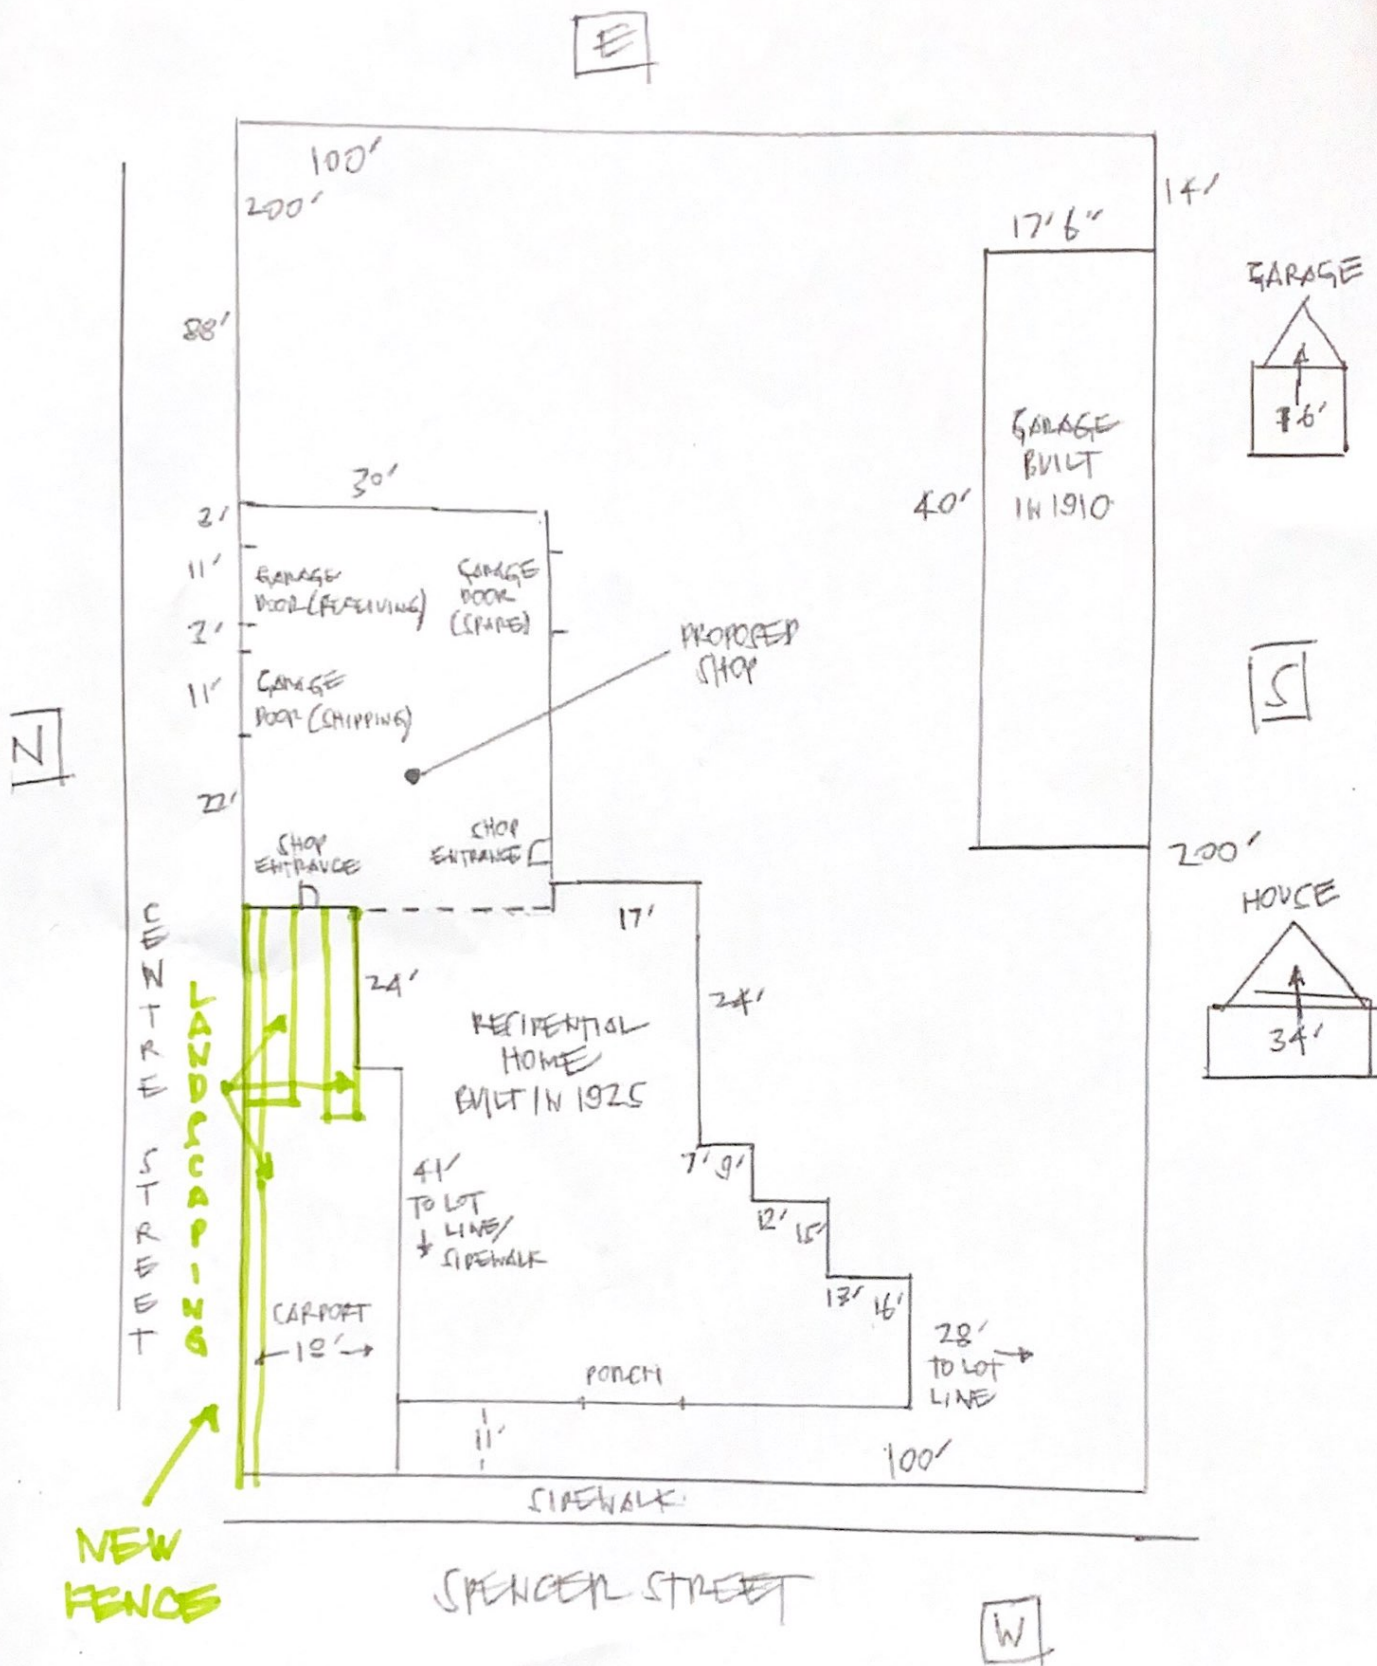 E
100'
200'
14'
17'6"
GARAGE
88'
16'
GARAGE
BUILT
IN 1910
40'
30'
3'
11'
GARAGE
DOOR (RECEIVING)
GARAGE
DOOR
(SPARE)
3'
PROPOSED
SHOP
11'
GARAGE
DOOR (SHIPPING)
S
N
22'
SHOP
ENTRANCE
SHOP
ENTRANCE
200'
HOUSE
34'
CENTRE STREET
LANDSCAPING
17'
24'
24'
RESIDENTIAL
HOME
BUILT IN 1925
7' 9'
41'
TO LOT
LINE/
SIDEWALK
12' 15'
13' 16'
CARPORT
18'
28'
TO LOT
LINE
PORCH
11'
100'
SIDEWALK
NEW
FENCE
SPENCER STREET
W